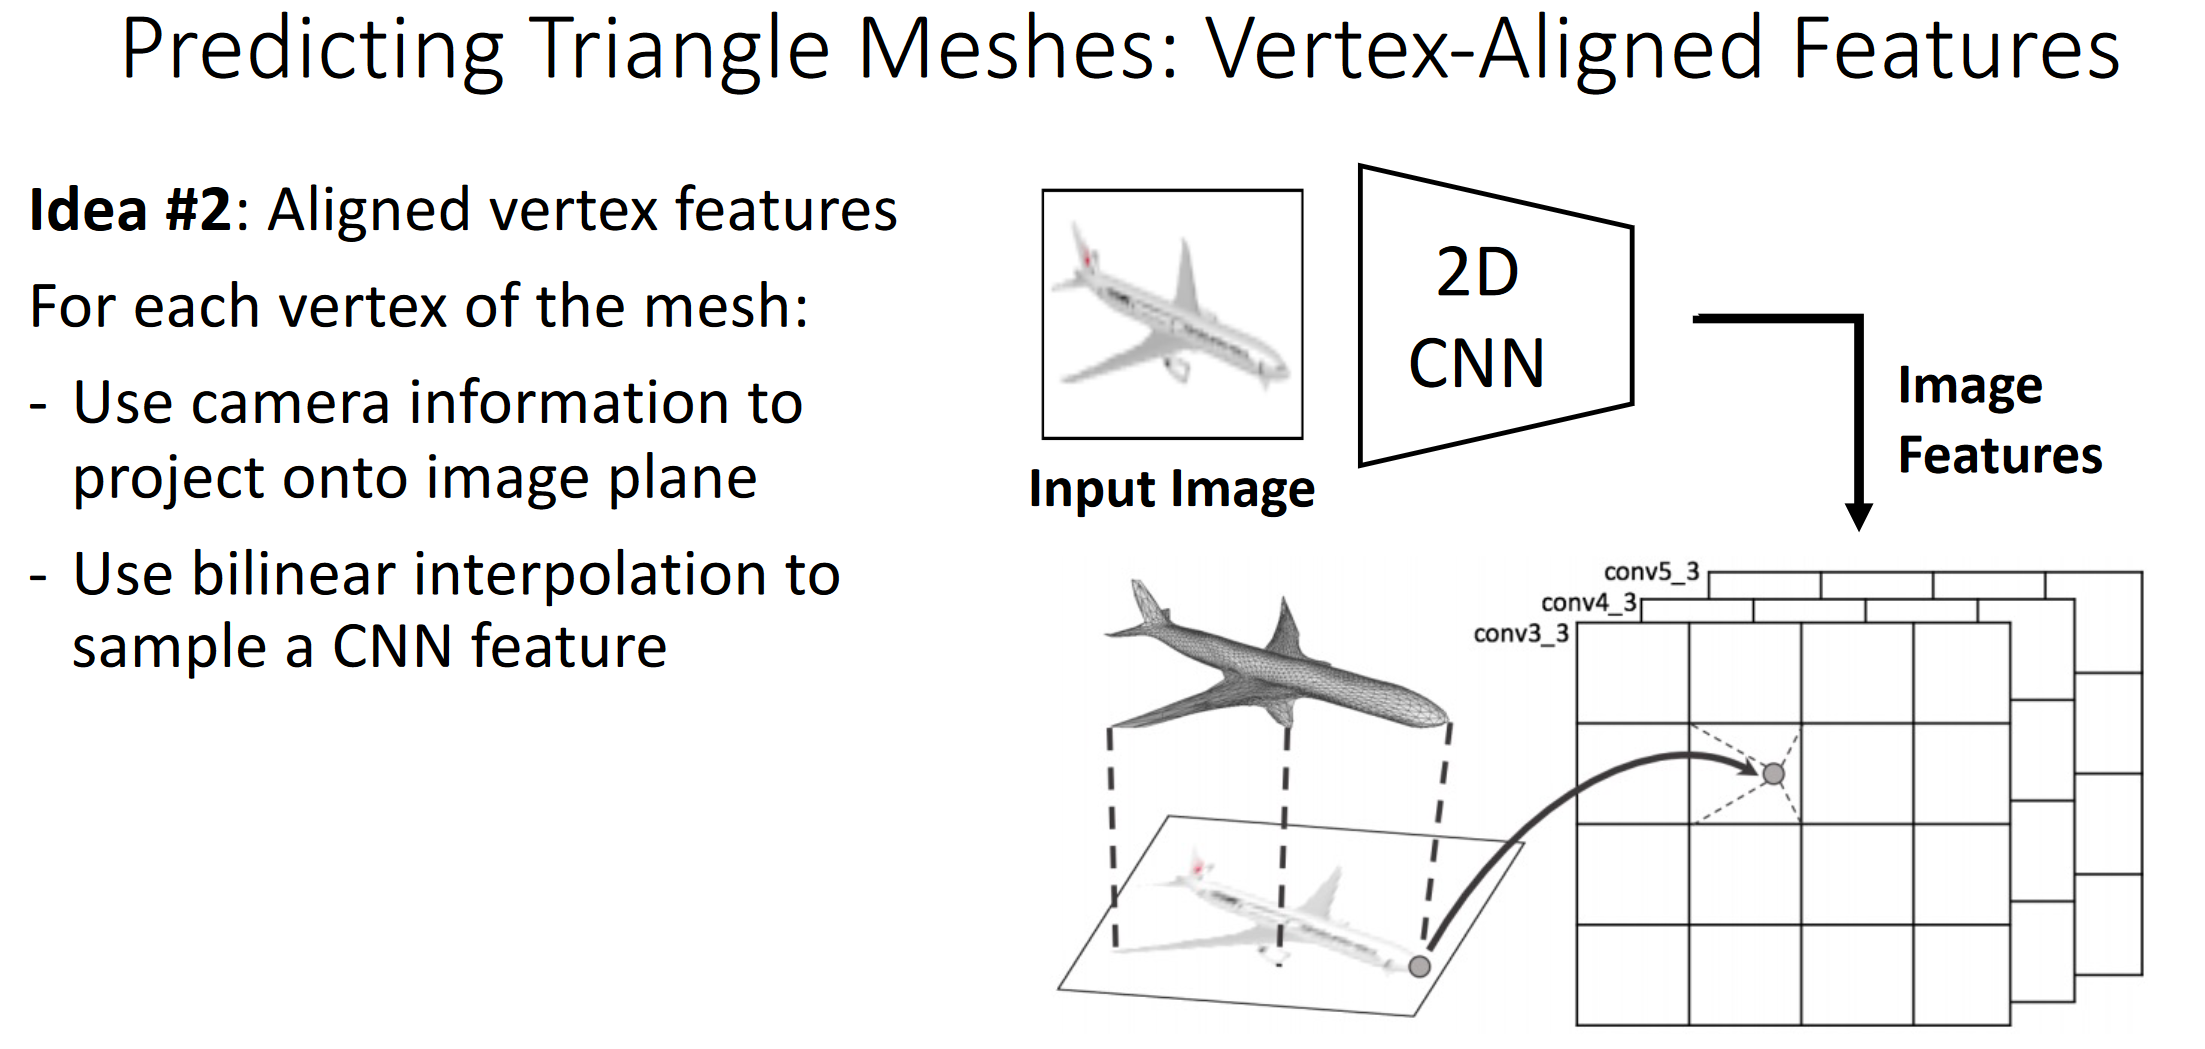 Predicting Triangle Meshes: Vertex-Aligned Features
Idea #2: Aligned vertex features
For each vertex of the mesh:
- Use camera information to
project onto image plane
- Use bilinear interpolation to
sample a CNN feature
2D
CNN
Input Image
Image
Features
conv5_3
conv4_3
conv3_3